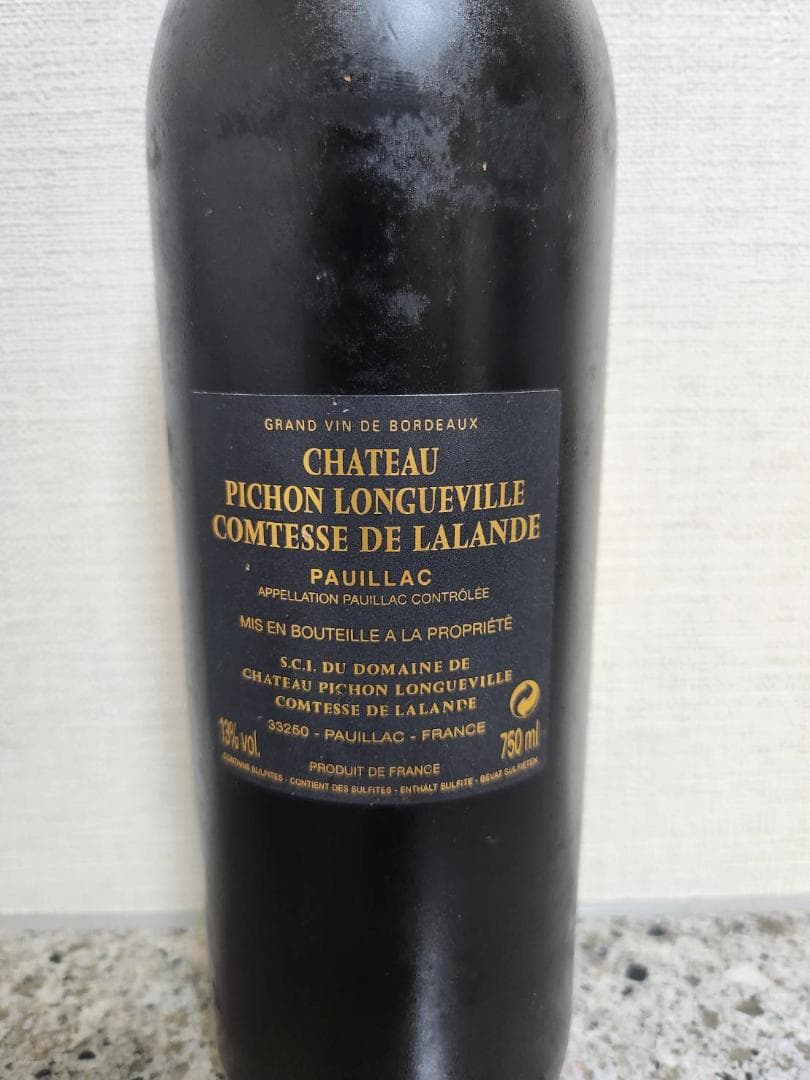 GRAND VIN DE BORDEAUX
CHATEAU
PICHON LONGUEVILLE
COMTESSE DE LALANDE
PAUILLAC
APPELLATION PAUILLAC CONTRÔLÉE
MIS EN BOUTEILLE A LA PROPRIÉTÉ
S.C.I. DU DOMAINE DE
CHATEAU PICHON LONGUEVILLE
COMTESSE DE LALANDE
33250 - PAUILLAC - FRANCE
13% vol.
750 ml
PRODUIT DE FRANCE
CONTAINS SULFITES - CONTIENT DES SULFITES - ENTHÄLT SULFITE - BEVAT SULFIETEN